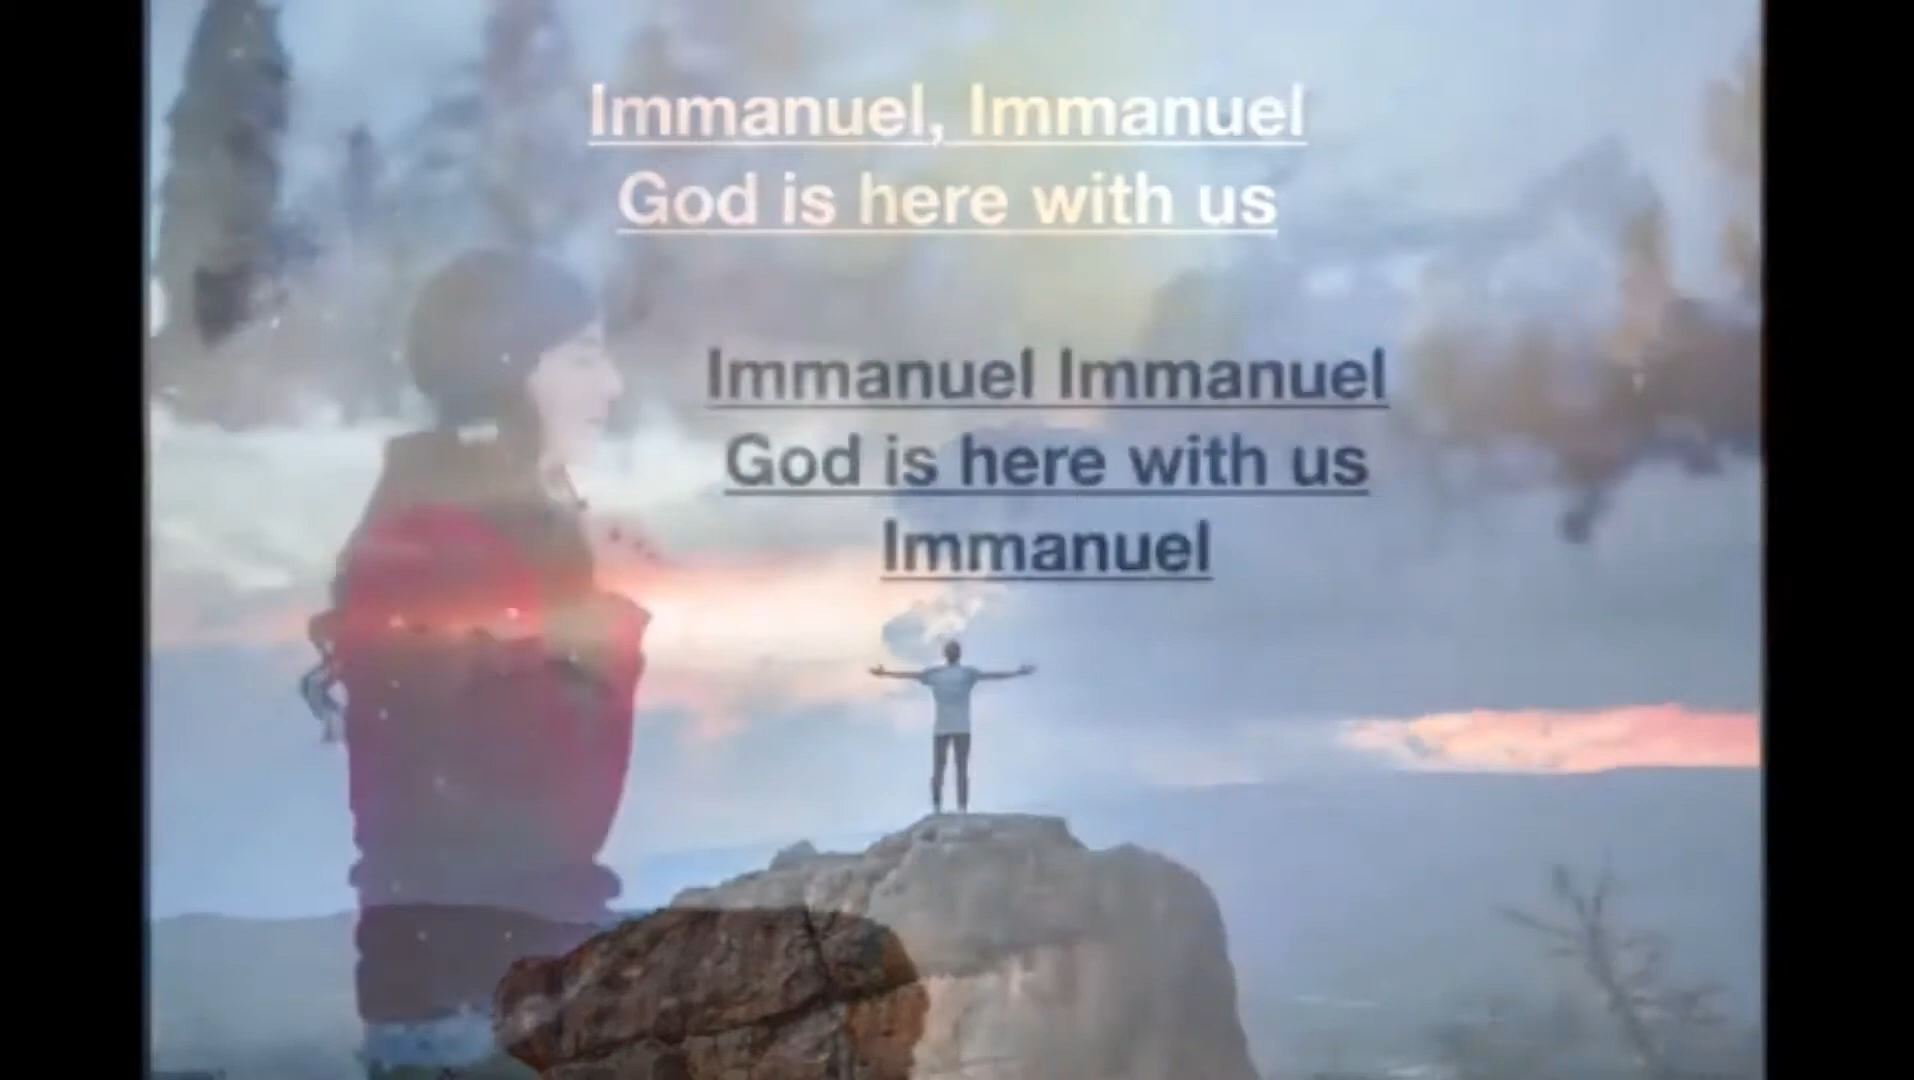 Immanuel, Immanuel
God is here with us
Immanuel Immanuel
God is here with us
Immanuel